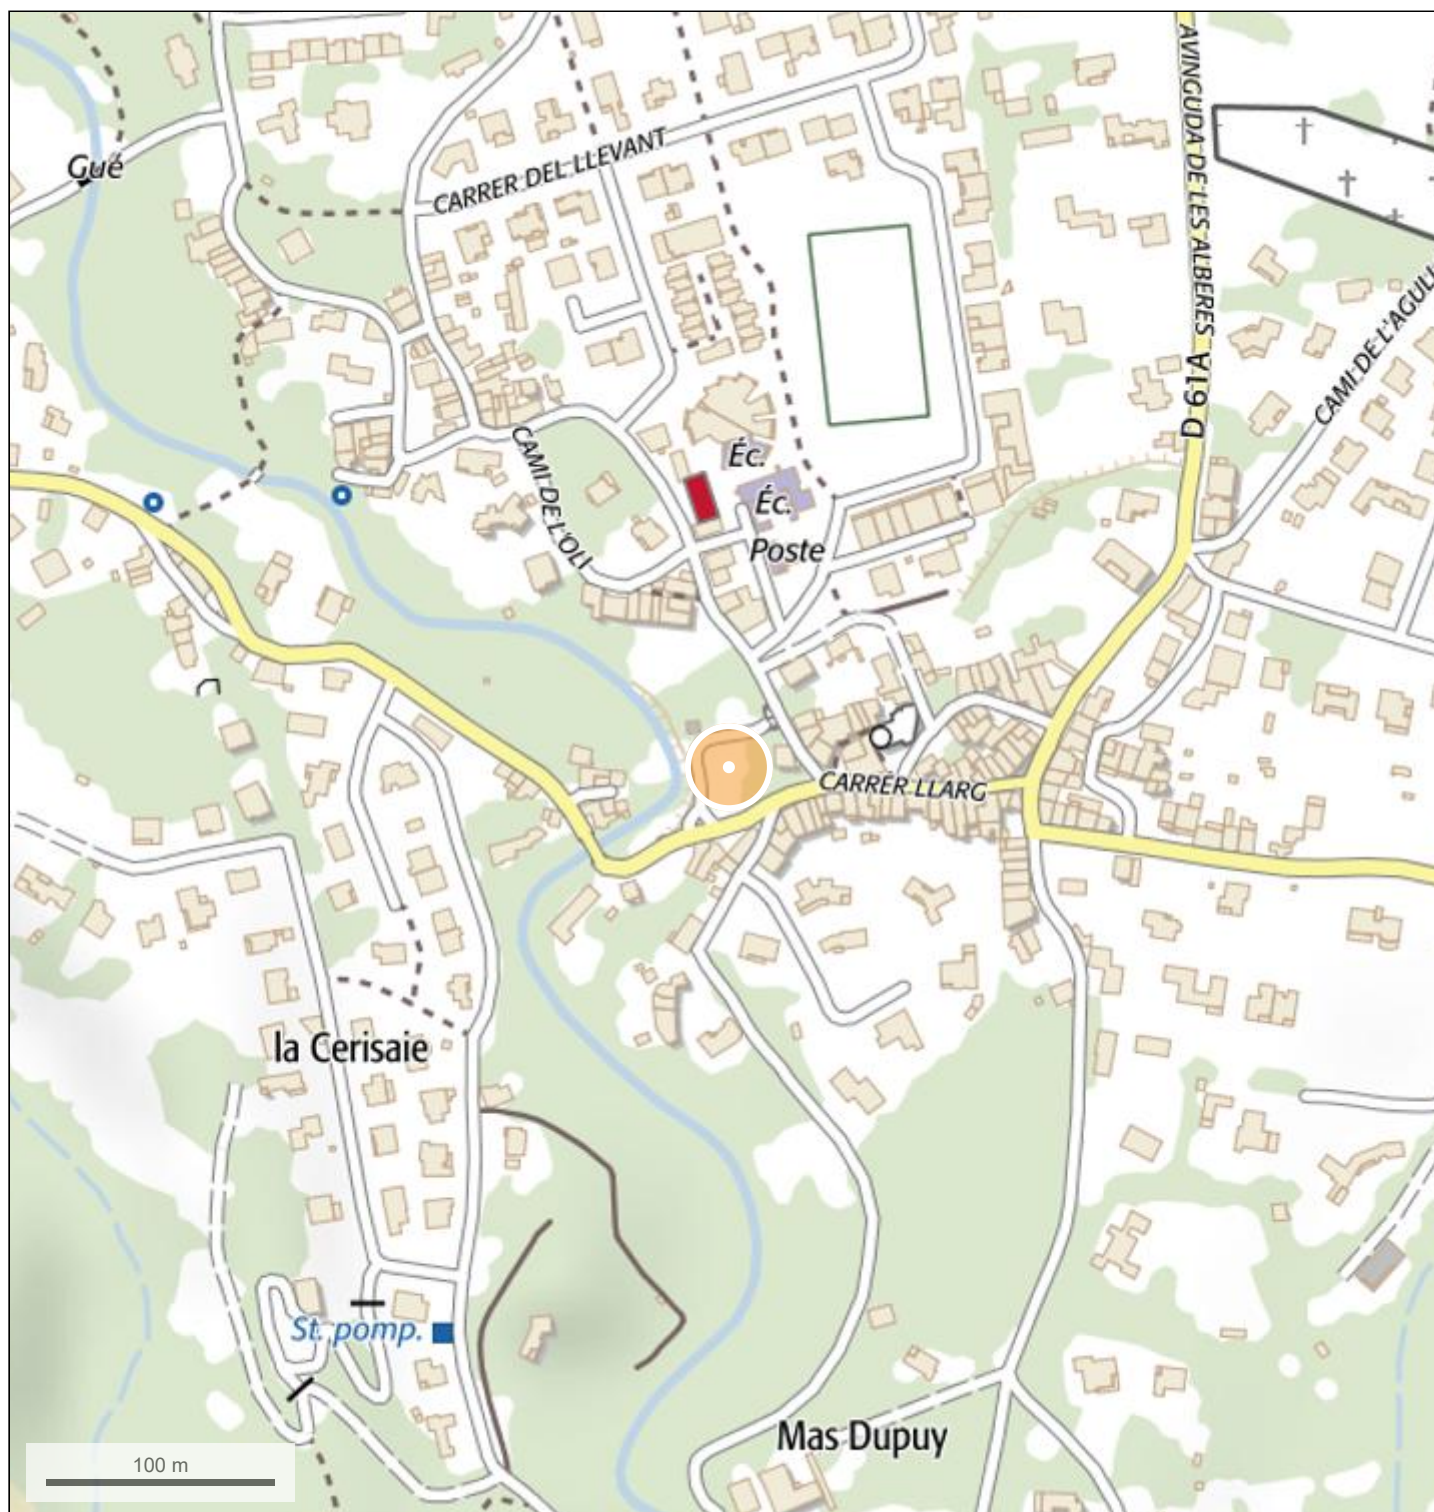 Gué
CARRER DEL LLEVANT
AVINGUDA DE LES ALBERES
D 61A
CAMI DE L'AGULL
CAMI DE L'OLI
Éc.
Éc.
Poste
CARRER LLARG
la Cerisaie
St. pomp.
Mas Dupuy
100 m